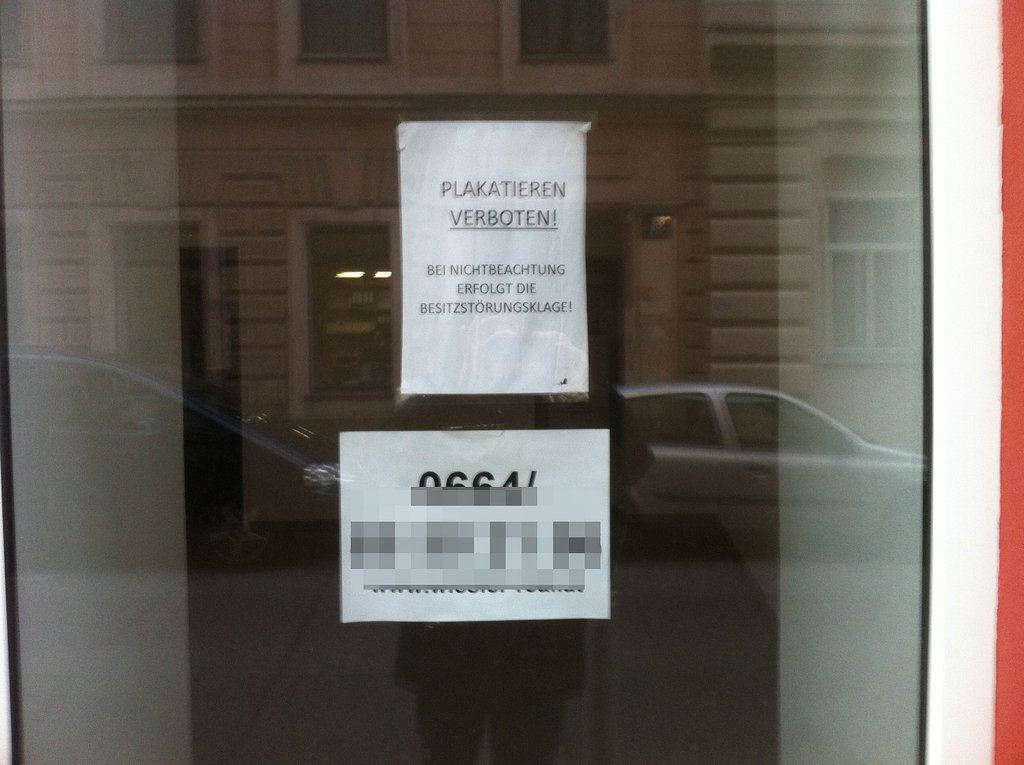 PLAKATIEREN
VERBOTEN!
BEI NICHTBEACHTUNG
ERFOLGT DIE
BESITZSTÖRUNGSKLAGE!
0664/